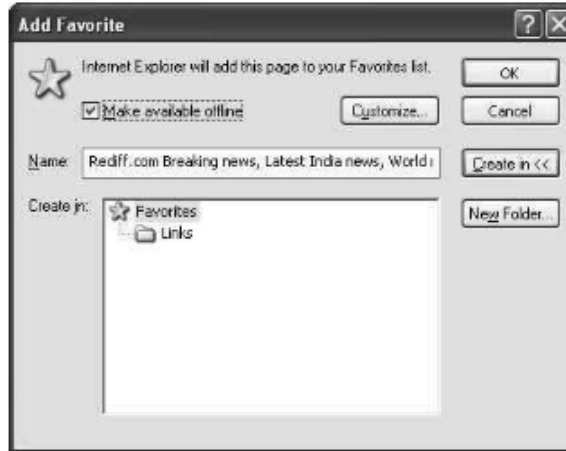 Add Favorite
Internet Explorer will add this page to your Favorites list.
OK
Make available offline
Customize...
Cancel
Name:
Rediff.com Breaking news, Latest India news, World
Create in <<
Create in:
Favorites
New Folder...
Links